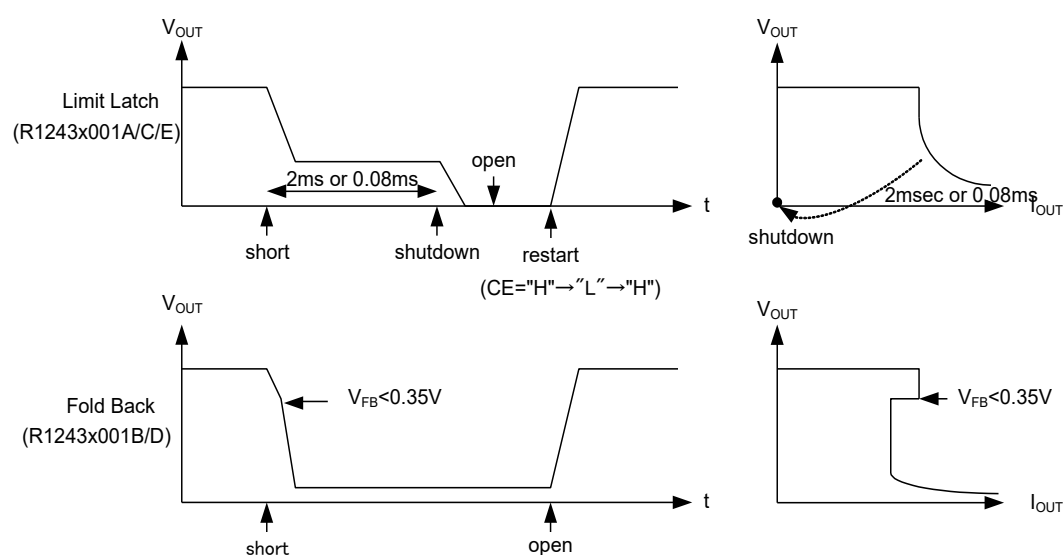 VOUT
Limit Latch
(R1243x001A/C/E)
2ms or 0.08ms
open
t
short
shutdown
restart
(CE="H"→″L″→"H")
VOUT
2msec or 0.08ms
IOUT
shutdown
VOUT
Fold Back
(R1243x001B/D)
VFB<0.35V
t
short
open
VOUT
VFB<0.35V
IOUT